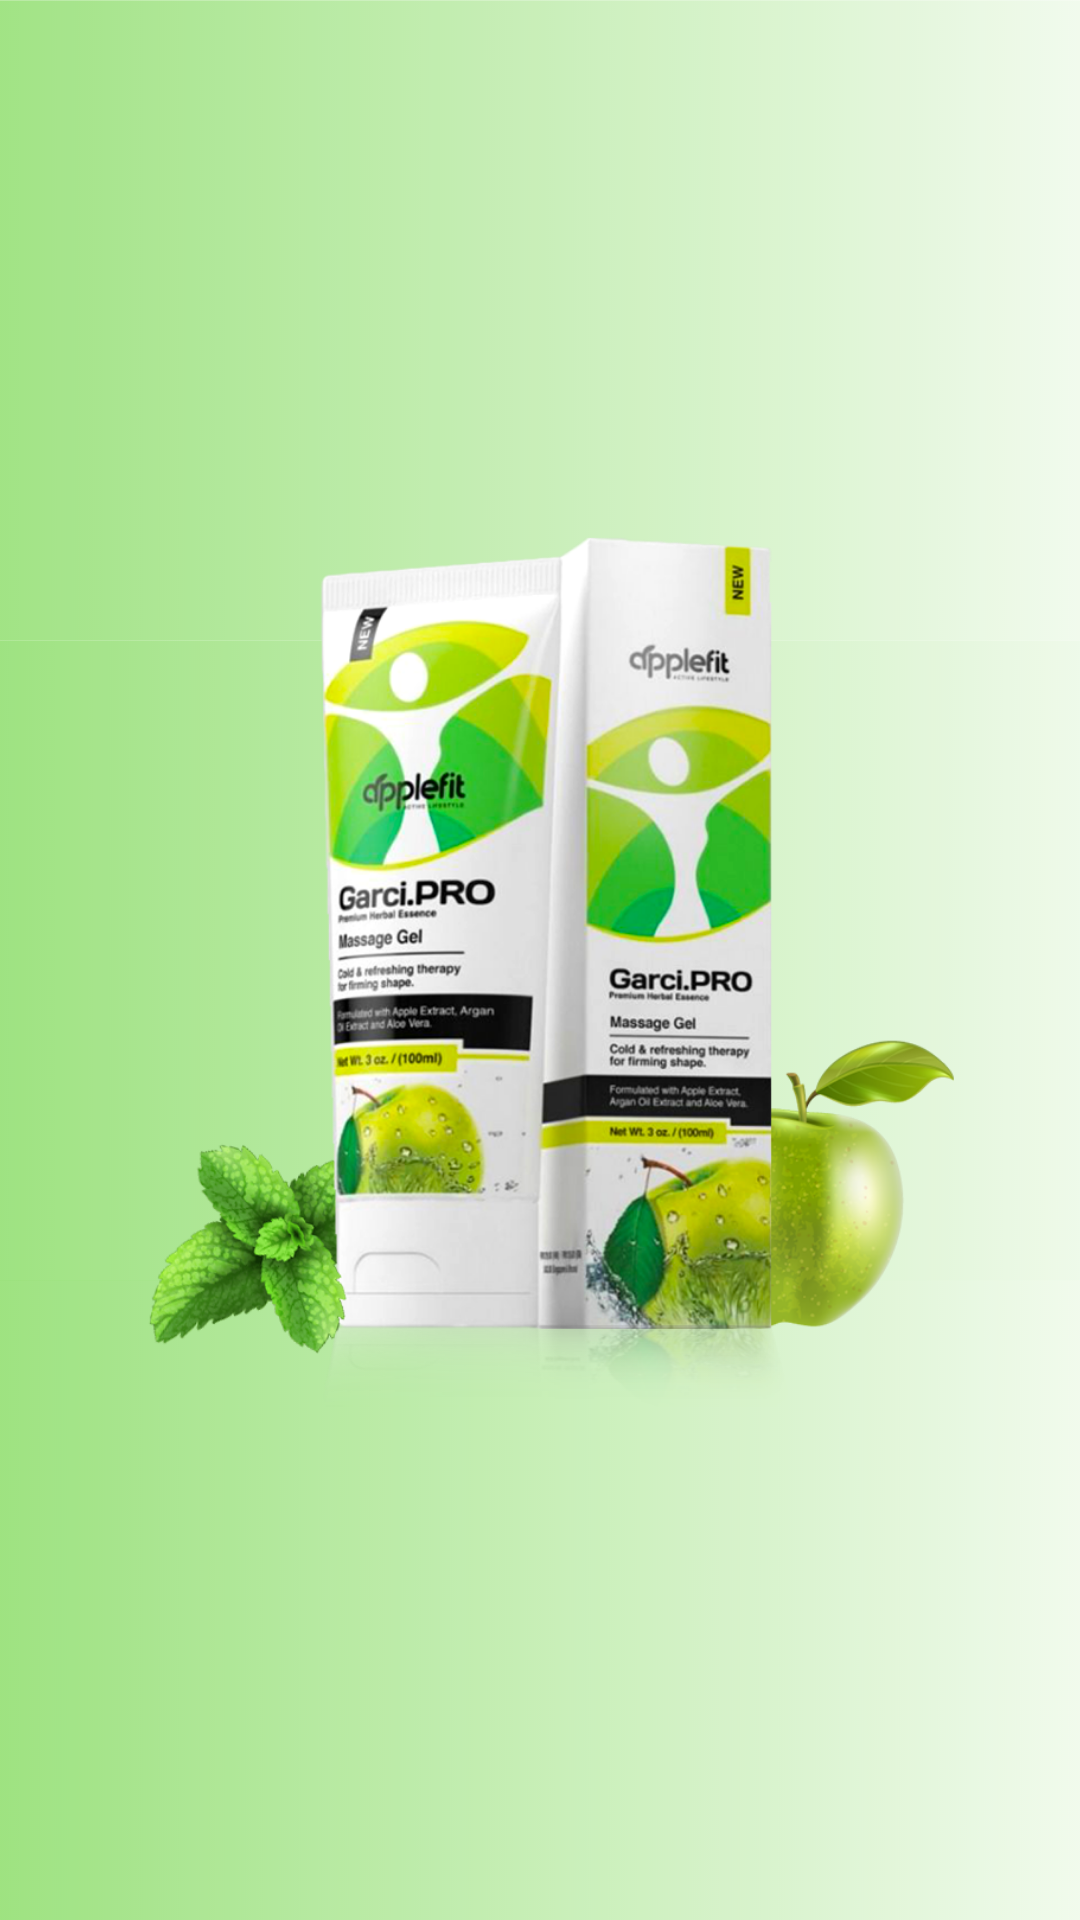 NEW
applefit
ACTIVE LIFESTYLE
Garci.PRO
Premium Herbal Essence
Massage Gel
Cold & refreshing therapy
for firming shape.
Formulated with Apple Extract, Argan
Oil Extract and Aloe Vera.
Net Wt. 3 oz. / (100ml)
NEW
applefit
ACTIVE LIFESTYLE
Garci.PRO
Premium Herbal Essence
Massage Gel
Cold & refreshing therapy
for firming shape.
Formulated with Apple Extract,
Argan Oil Extract and Aloe Vera.
Net Wt. 3 oz. / (100ml)